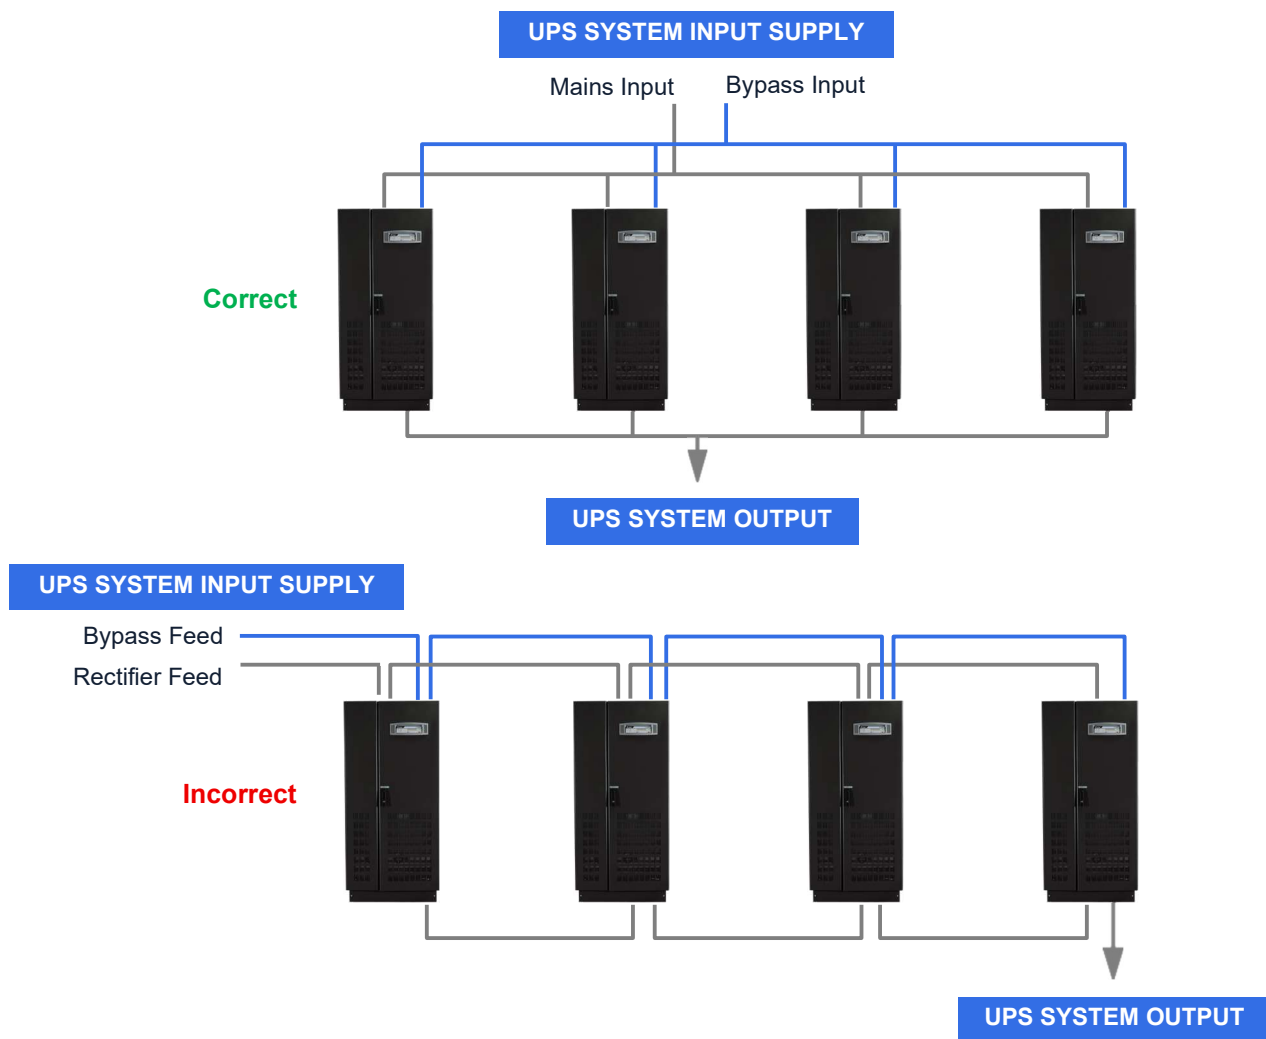 UPS SYSTEM INPUT SUPPLY
Mains Input
Bypass Input
Correct
UPS SYSTEM OUTPUT
UPS SYSTEM INPUT SUPPLY
Bypass Feed
Rectifier Feed
Incorrect
UPS SYSTEM OUTPUT